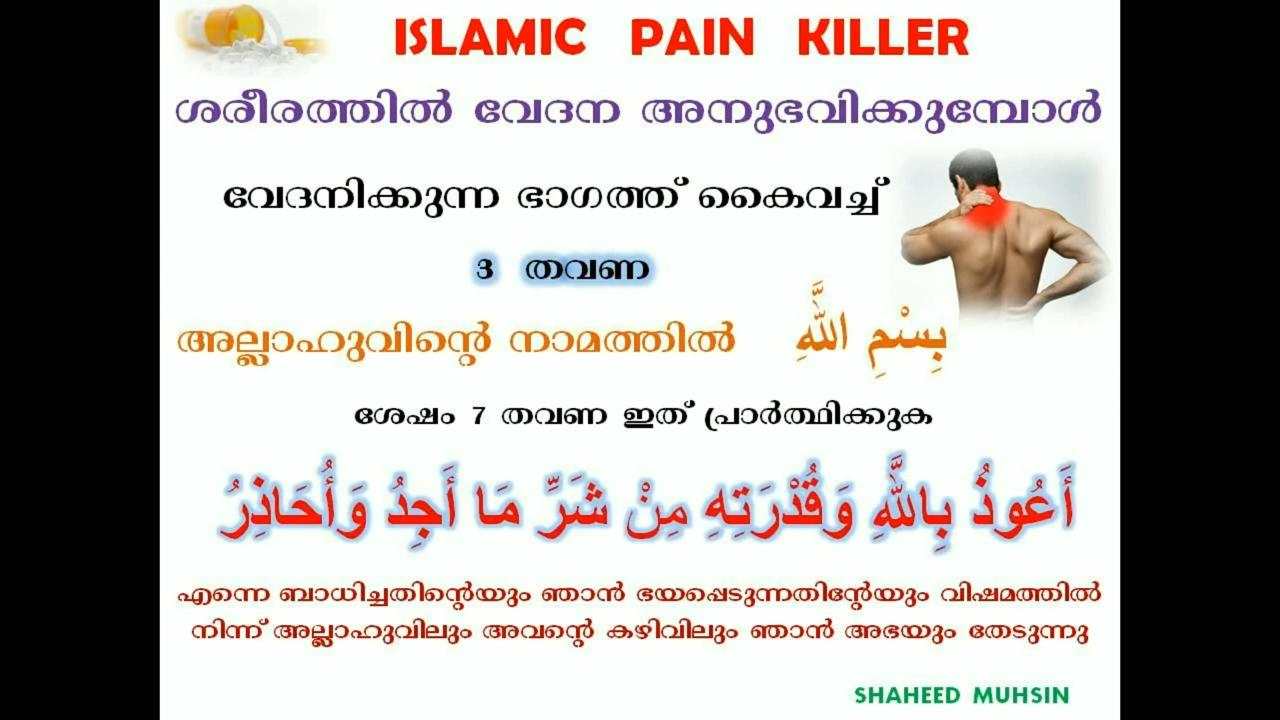 ISLAMIC PAIN KILLER
ശരീരത്തിൽ വേദന അനുഭവിക്കുമ്പോൾ
വേദനിക്കുന്ന ഭാഗത്ത് കൈവച്ച്
3 തവണ
അല്ലാഹുവിന്റെ നാമത്തിൽ بِسْمِ اللَّهِ
ശേഷം 7 തവണ ഇത് പ്രാർത്ഥിക്കുക
أَعُوذُ بِاللَّهِ وَقُدْرَتِهِ مِنْ شَرِّ مَا أَجِدُ وَأُحَاذِرُ
എന്നെ ബാധിച്ചതിന്റെയും ഞാൻ ഭയപ്പെടുന്നതിന്റേയും വിഷമത്തിൽ
നിന്ന് അല്ലാഹുവിലും അവന്റെ കഴിവിലും ഞാൻ അഭയും തേടുന്നു
SHAHEED MUHSIN